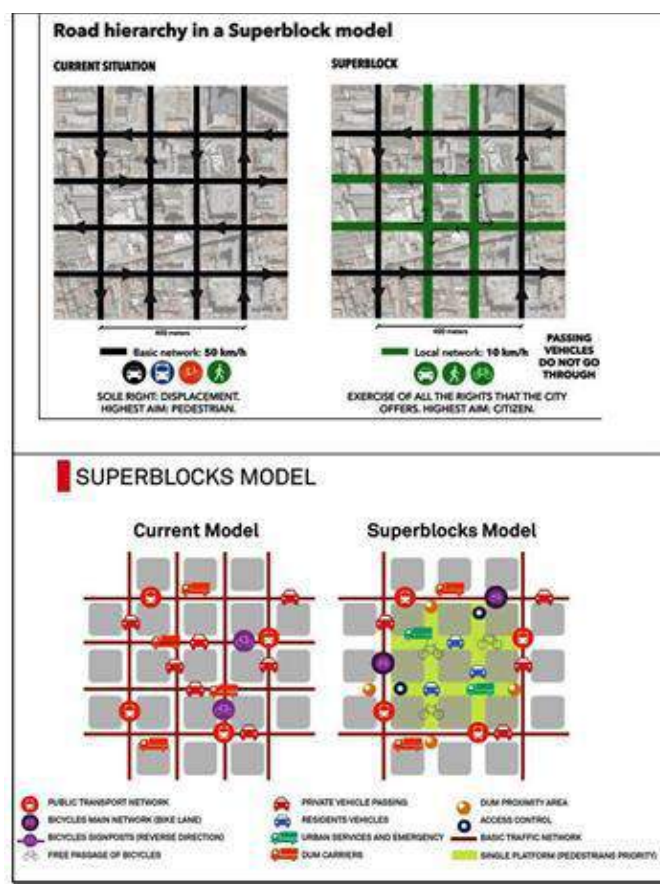 Road hierarchy in a Superblock model
CURRENT SITUATION
SUPERBLOCK
400 meters
400 meters
Basic network: 50 km/h
SOLE RIGHT: DISPLACEMENT.
HIGHEST AIM: PEDESTRIAN.
Local network: 10 km/h
PASSING
VEHICLES
DO NOT GO
THROUGH
EXERCISE OF ALL THE RIGHTS THAT THE CITY
OFFERS. HIGHEST AIM: CITIZEN.
SUPERBLOCKS MODEL
Current Model
Superblocks Model
PUBLIC TRANSPORT NETWORK
BICYCLES MAIN NETWORK (BIKE LANE)
BICYCLES SIGNPOSTS (REVERSE DIRECTION)
FREE PASSAGE OF BICYCLES
PRIVATE VEHICLE PASSING
RESIDENTS VEHICLES
URBAN SERVICES AND EMERGENCY
DUM CARRIERS
DUM PROXIMITY AREA
ACCESS CONTROL
BASIC TRAFFIC NETWORK
SINGLE PLATFORM (PEDESTRIANS PRIORITY)